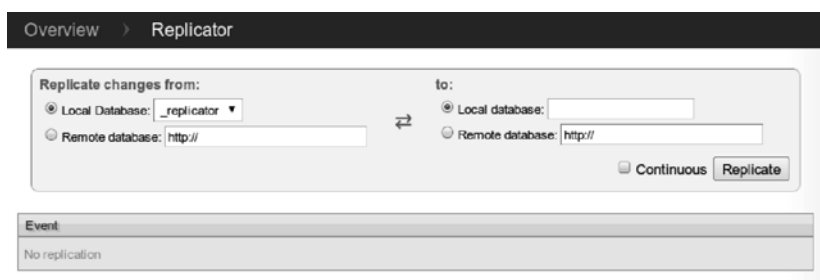 Overview > Replicator
Replicate changes from:
Local Database: _replicator ▼
Remote database: http://
to:
Local database:
Remote database: http://
Continuous Replicate
Event
No replication